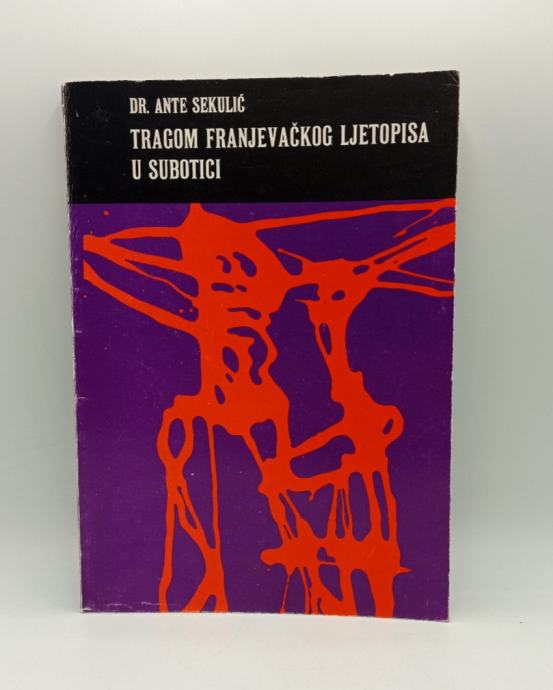 DR. ANTE SEKULIĆ
TRAGOM FRANJEVAČKOG LJETOPISA
U SUBOTICI